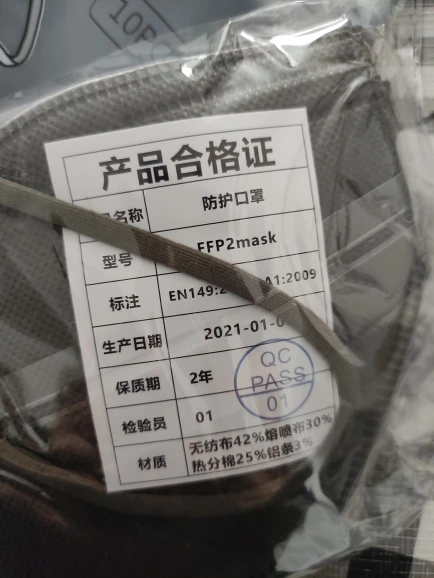 10PC
产品合格证
名称 防护口罩
型号 FFP2mask
标注 EN149:2 A1:2009
生产日期 2021-01-0
保质期 2年
检验员 01
材质 无纺布42%熔喷布30%
热分棉25%铝条3%
QC
PASS
01